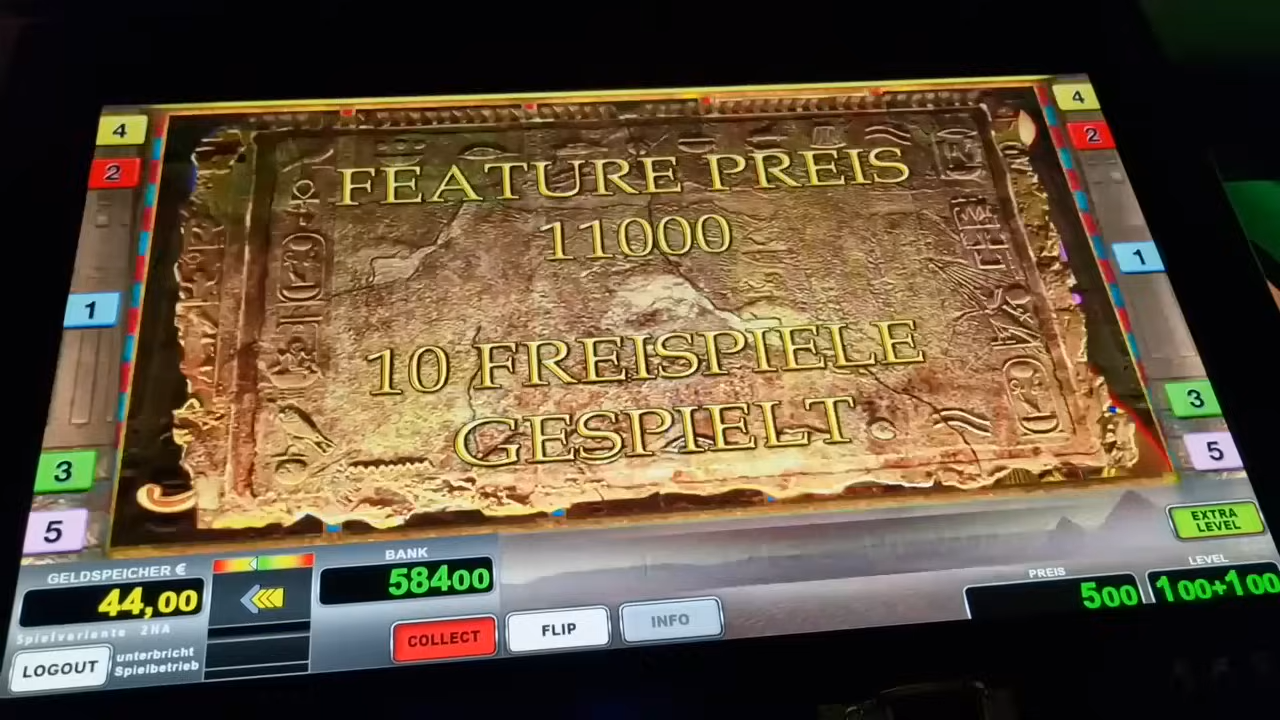 FEATURE PREIS
11000
10 FREISPIELE
GESPIELT
4
2
1
3
5
4
2
1
3
5
EXTRA
LEVEL
GELDSPEICHER €
44,00
BANK
58400
PREIS
500
LEVEL
100+100
Spielvariante 2HA
LOGOUT
unterbricht
Spielbetrieb
COLLECT
FLIP
INFO